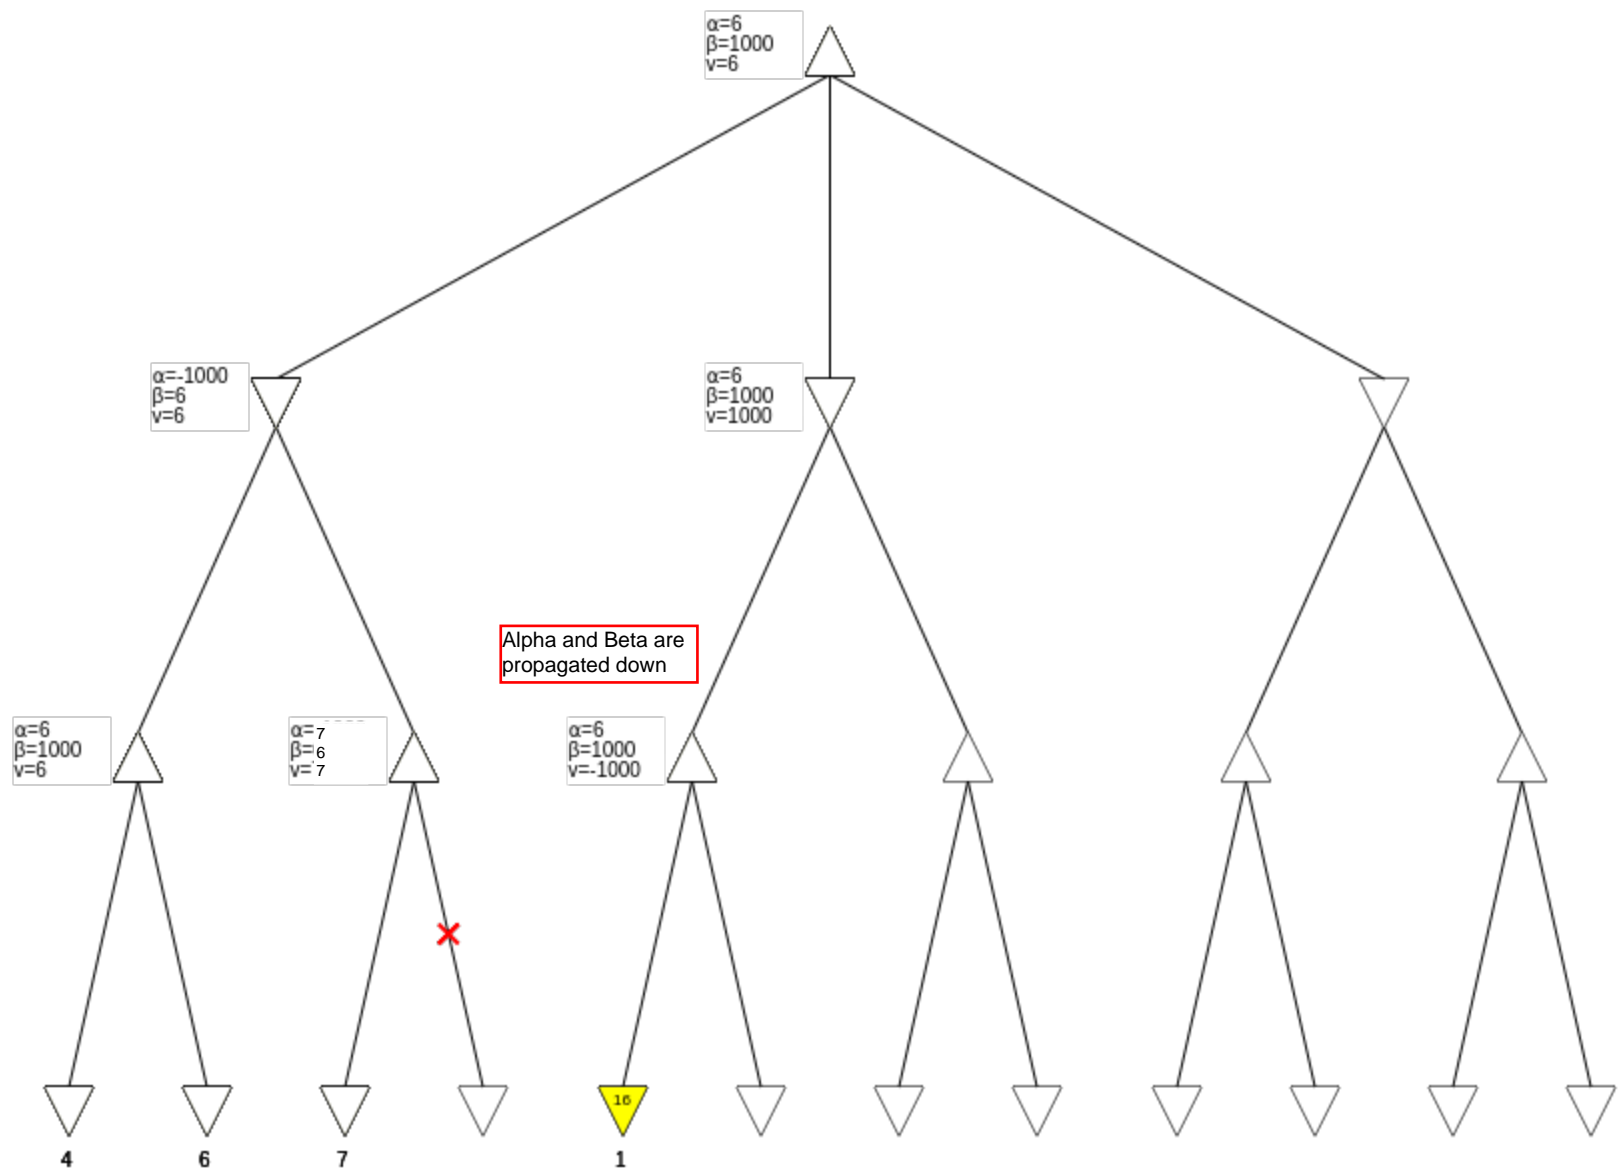 α=6
β=1000
v=6
α=-1000
β=6
v=6
α=6
β=1000
v=1000
Alpha and Beta are
propagated down
α=6
β=1000
v=6
α=7
β=6
v=7
α=6
β=1000
v=-1000
16
4 6 7 1